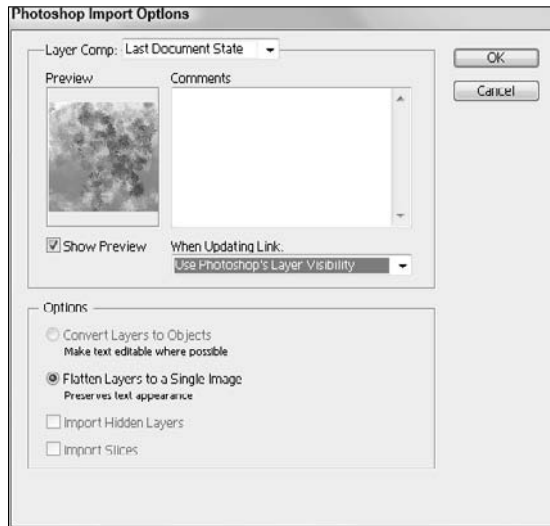 Photoshop Import Options
Layer Comp: Last Document State
OK
Cancel
Preview
Comments
Show Preview
When Updating Link.
Use Photoshop's Layer Visibility
Options
Convert Layers to Objects
Make text editable where possible
Flatten Layers to a Single Image
Preserves text appearance
Import Hidden Layers
Import Slices